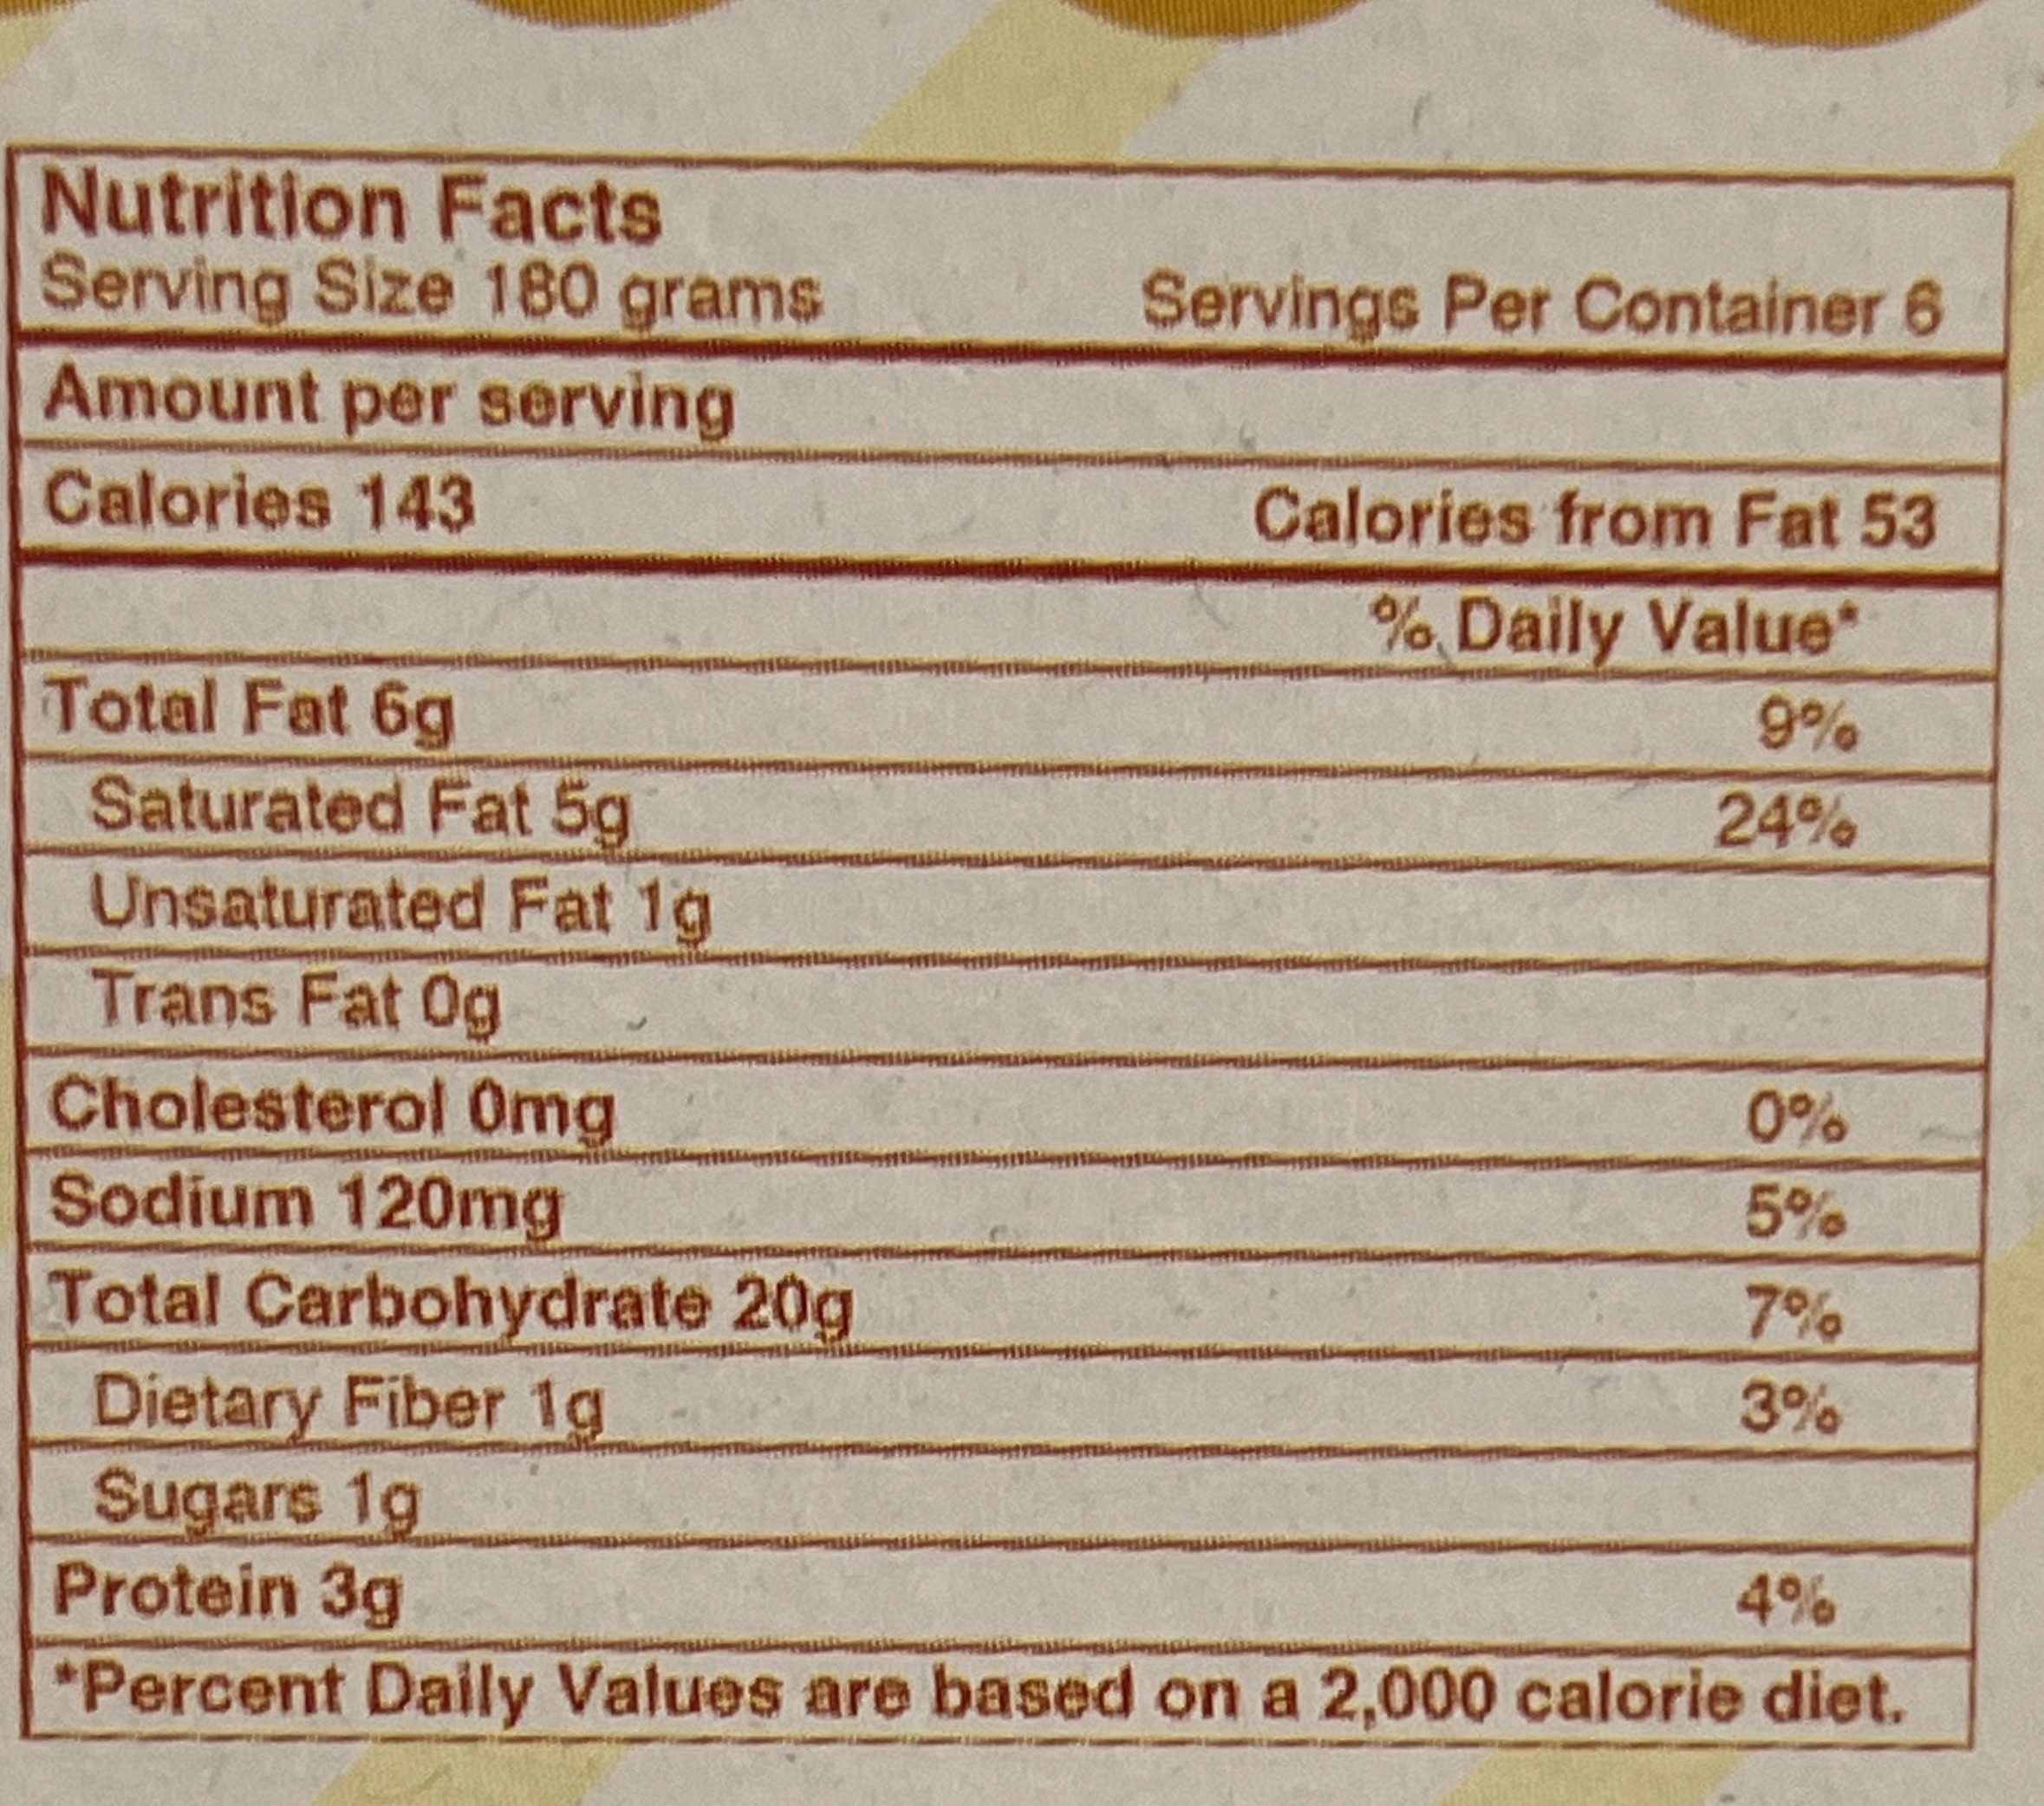 Nutrition Facts
Serving Size 180 grams Servings Per Container 6
Amount per serving
Calories 143 Calories from Fat 53
% Daily Value*
Total Fat 6g 9%
Saturated Fat 5g 24%
Unsaturated Fat 1g
Trans Fat 0g
Cholesterol 0mg 0%
Sodium 120mg 5%
Total Carbohydrate 20g 7%
Dietary Fiber 1g 3%
Sugars 1g
Protein 3g 4%
*Percent Daily Values are based on a 2,000 calorie diet.